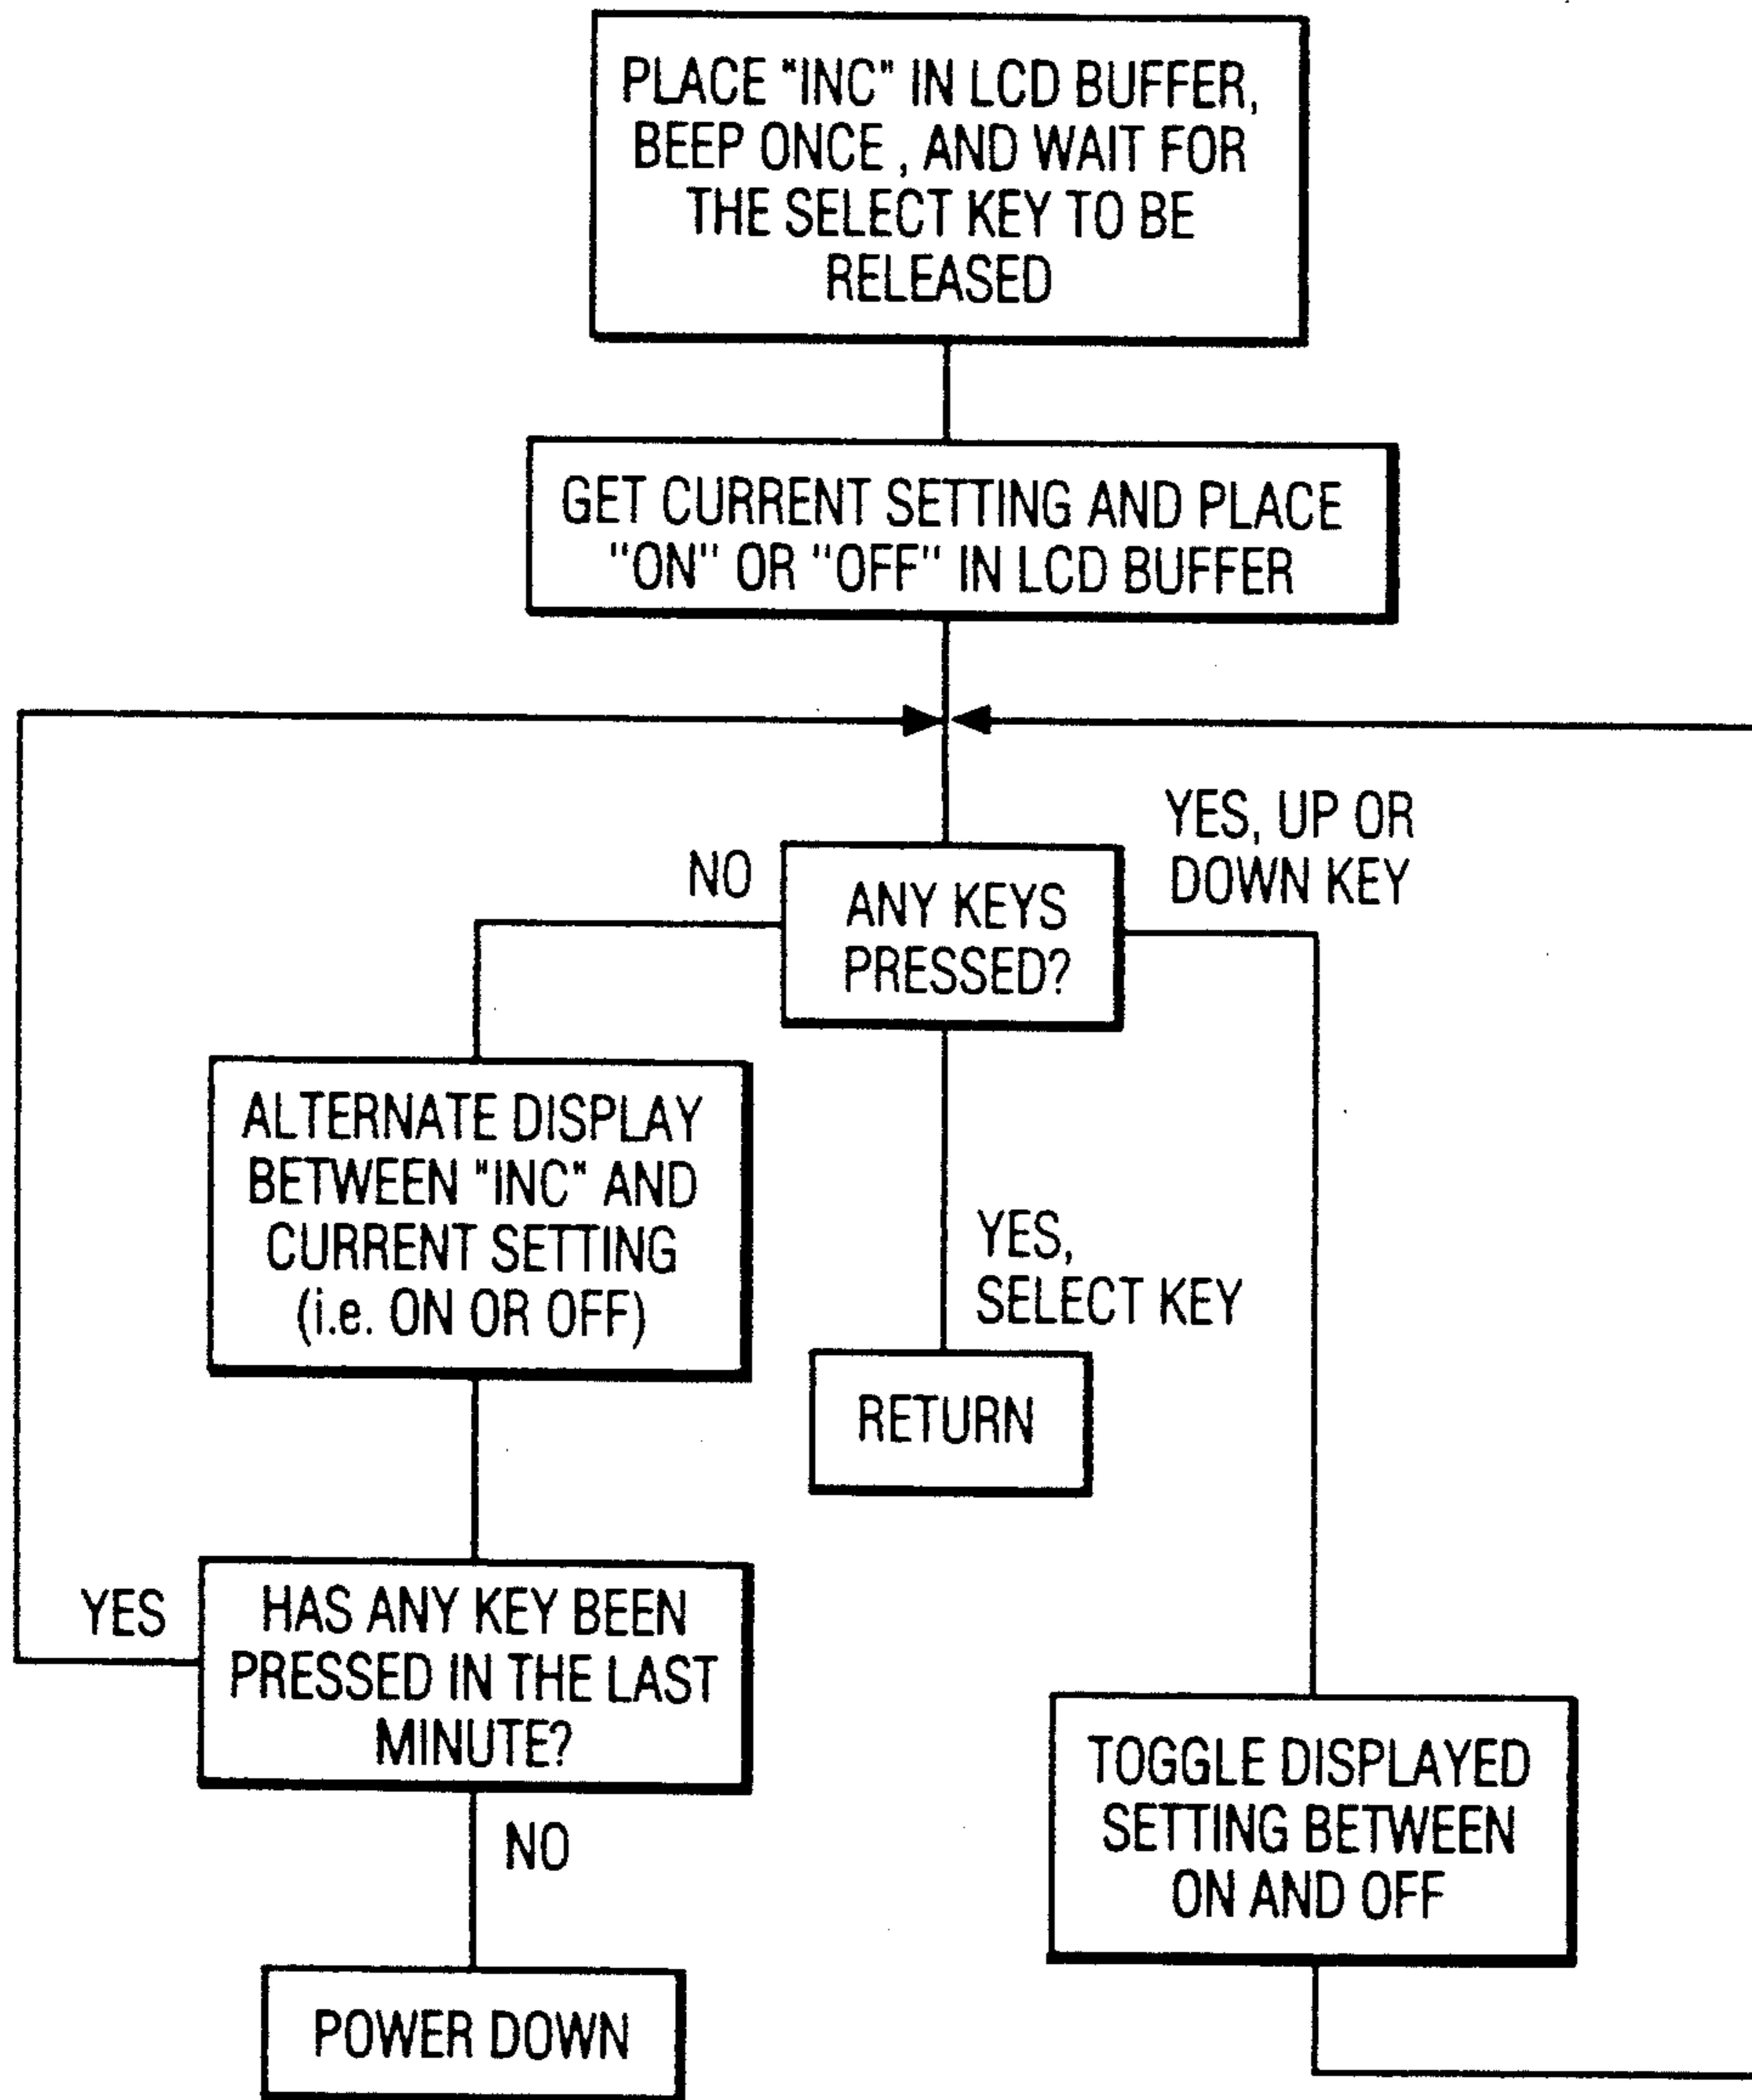 PLACE "INC" IN LCD BUFFER,
BEEP ONCE , AND WAIT FOR
THE SELECT KEY TO BE
RELEASED
GET CURRENT SETTING AND PLACE
"ON" OR "OFF" IN LCD BUFFER
YES, UP OR
DOWN KEY
NO
ANY KEYS
PRESSED?
ALTERNATE DISPLAY
BETWEEN "INC" AND
CURRENT SETTING
(i.e. ON OR OFF)
YES,
SELECT KEY
RETURN
YES
HAS ANY KEY BEEN
PRESSED IN THE LAST
MINUTE?
NO
TOGGLE DISPLAYED
SETTING BETWEEN
ON AND OFF
POWER DOWN